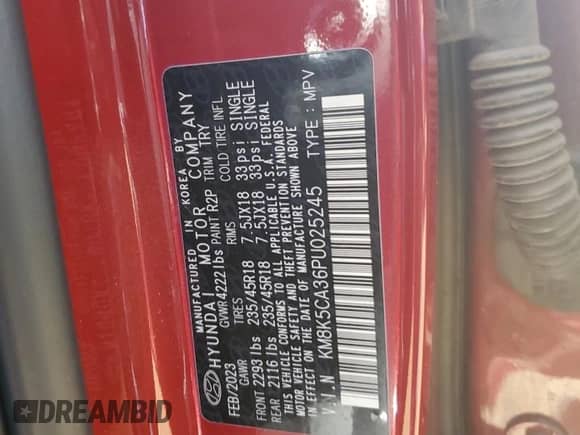 MANUFACTURED IN KOREA BY
HYUNDAI MOTOR COMPANY
FEB/2023 GVWR 4222 lbs PAINT R2P TRIM TRY
GAWR TIRES RIMS COLD TIRE INFL.
FRONT 2293 lbs 235/45R18 7.5JX18 33psi SINGLE
REAR 2116 lbs 235/45R18 7.5JX18 33psi SINGLE
THIS VEHICLE CONFORMS TO ALL APPLICABLE U.S.A. FEDERAL
MOTOR VEHICLE SAFETY, BUMPER, AND THEFT PREVENTION STANDARDS
IN EFFECT ON THE DATE OF MANUFACTURE SHOWN ABOVE
V.I.N KM8K5CA36PU025245 TYPE : MPV
DREAMBID